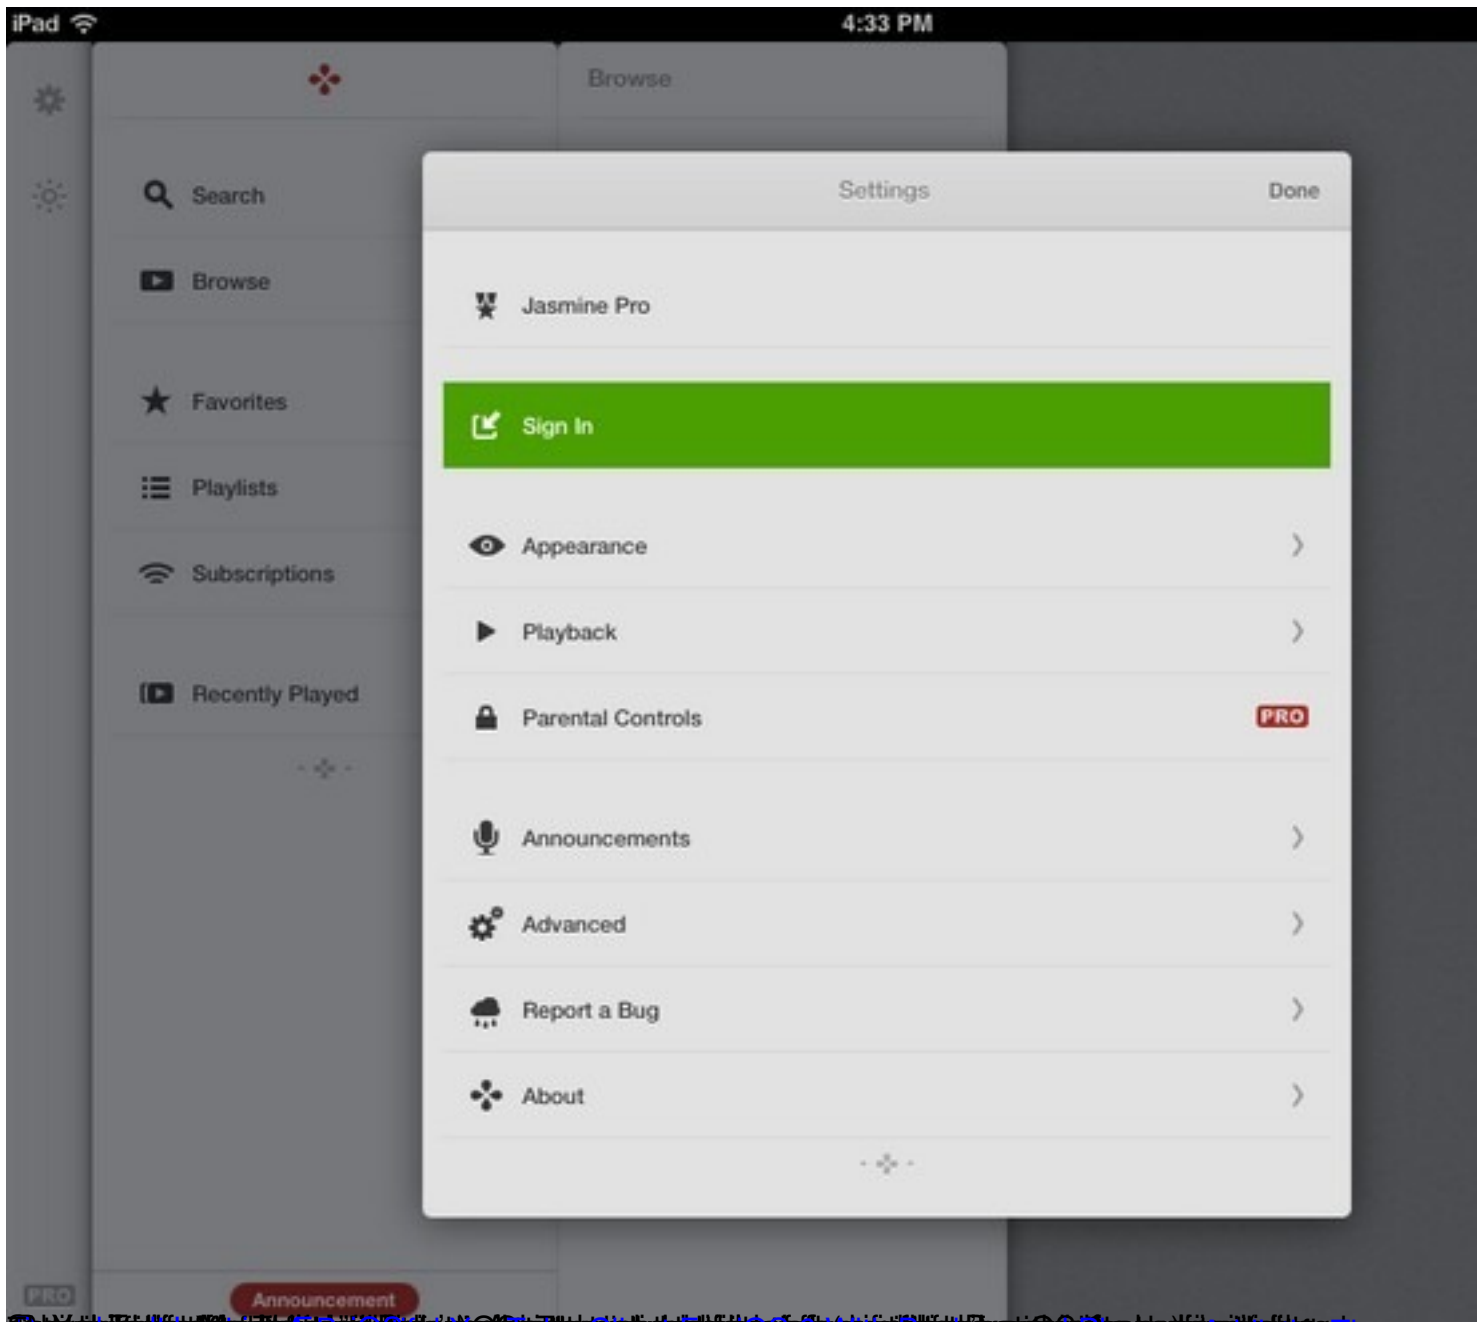 iPad 4:33 PM
Browse
Search
Browse
Favorites
Playlists
Subscriptions
Recently Played
Settings Done
Jasmine Pro
Sign In
Appearance
Playback
Parental Controls PRO
Announcements
Advanced
Report a Bug
About
PRO
Announcement